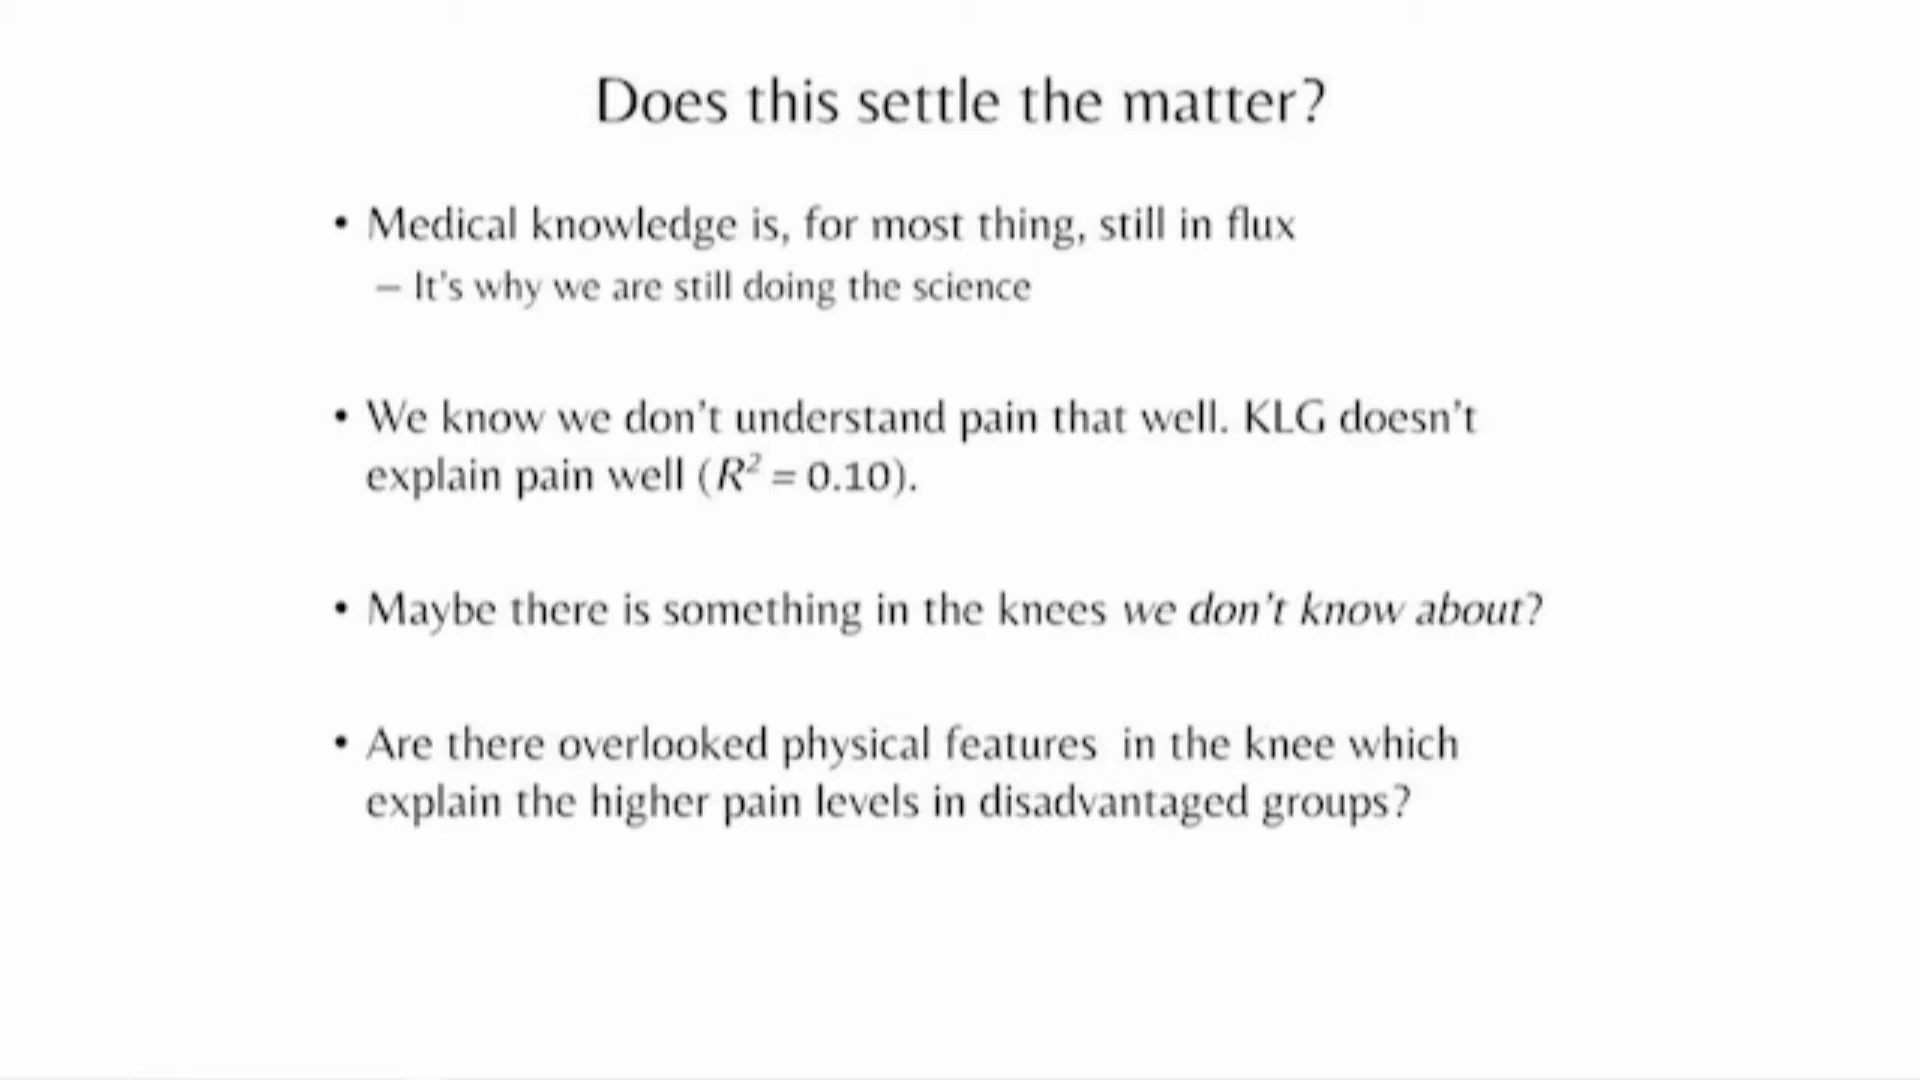 Does this settle the matter?
• Medical knowledge is, for most thing, still in flux
– It's why we are still doing the science
• We know we don't understand pain that well. KLG doesn't
explain pain well (R² = 0.10).
• Maybe there is something in the knees we don't know about?
• Are there overlooked physical features in the knee which
explain the higher pain levels in disadvantaged groups?